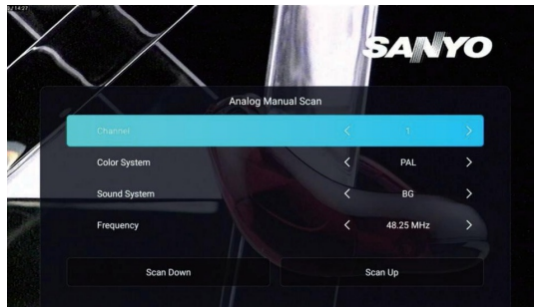 SANYO
Analog Manual Scan
Channel < 1 >
Color System < PAL >
Sound System < BG >
Frequency < 48.25 MHz >
Scan Down Scan Up